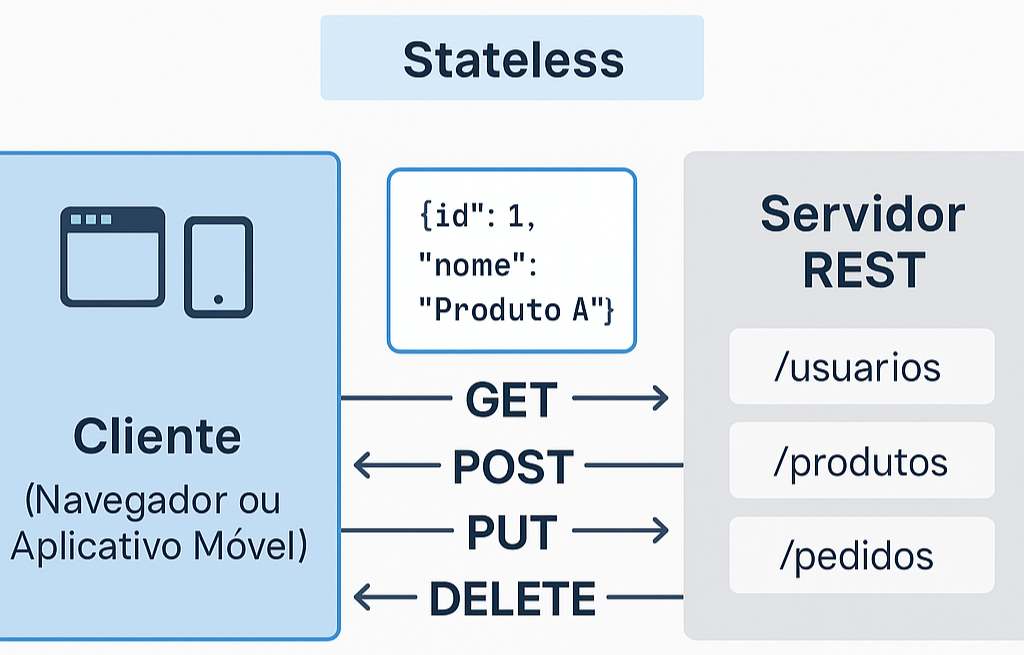 Stateless
{id": 1,
"nome":
"Produto A"}
Servidor
REST
/usuarios
/produtos
/pedidos
GET
POST
PUT
DELETE
Cliente
(Navegador ou
Aplicativo Móvel)